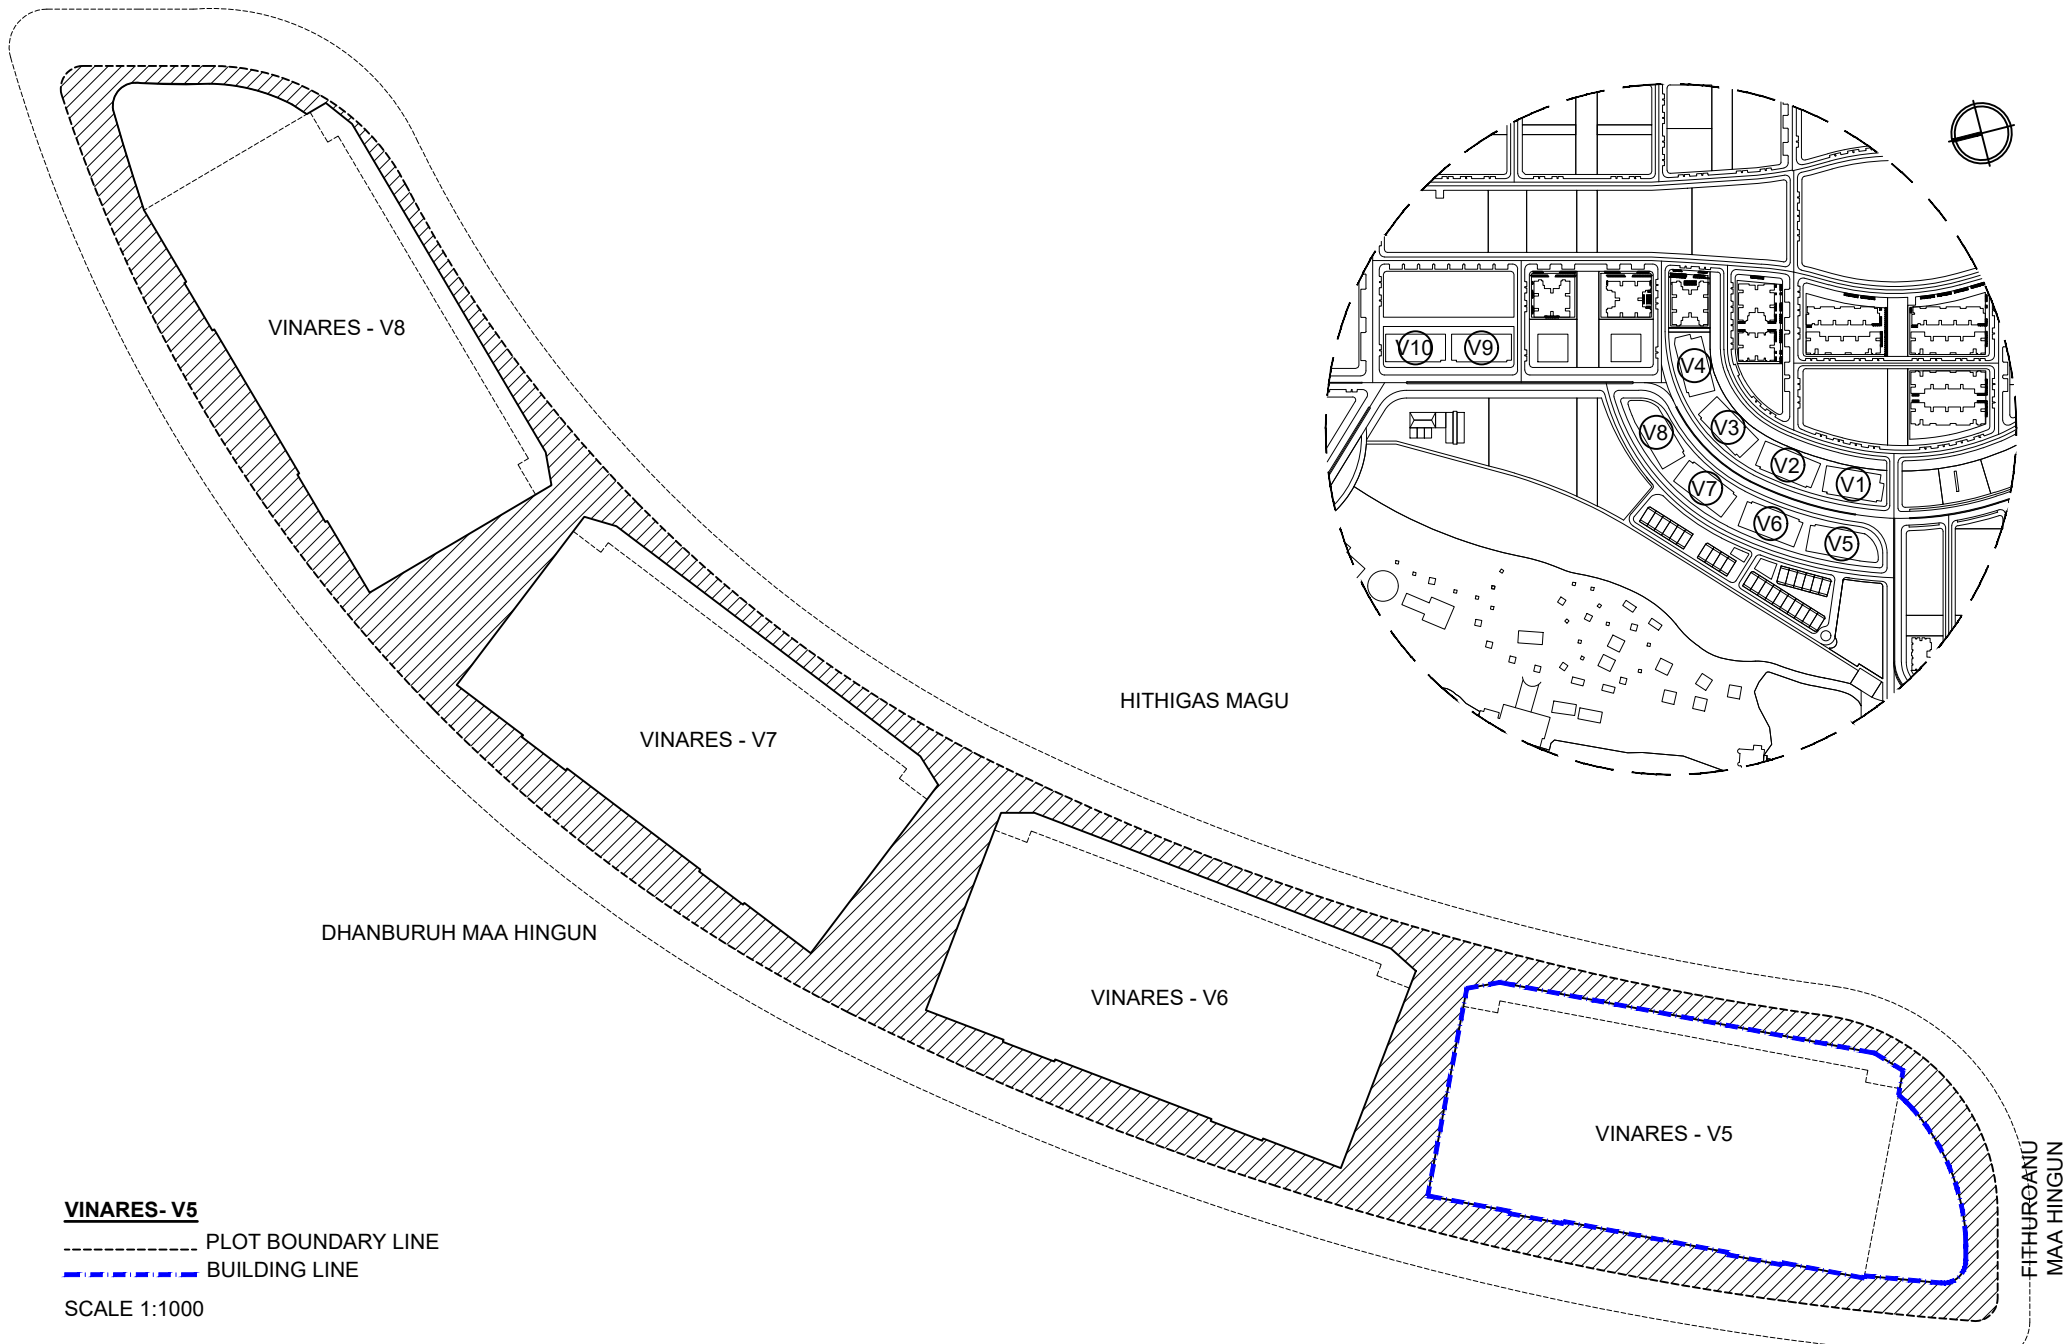 VINARES - V8
V10
V9
V4
V3
V8
V2
V1
V7
V6
V5
HITHIGAS MAGU
VINARES - V7
DHANBURUH MAA HINGUN
VINARES - V6
VINARES - V5
FITHUROANU
MAA HINGUN
VINARES- V5
PLOT BOUNDARY LINE
BUILDING LINE
SCALE 1:1000